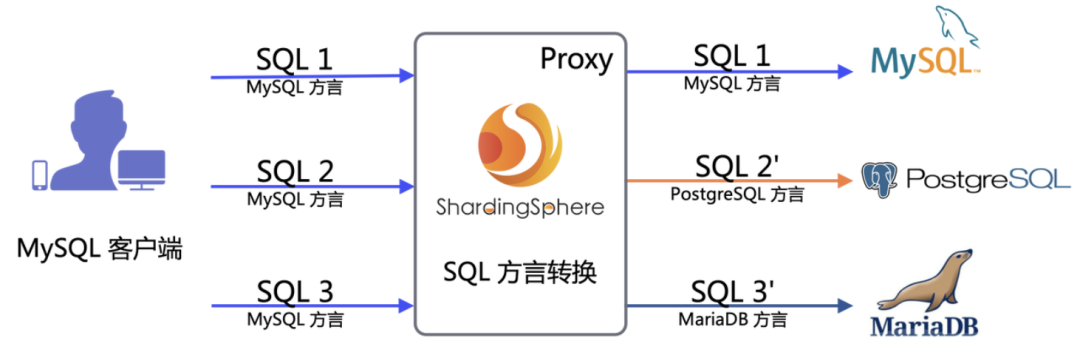 Proxy
SQL 1
MySQL 方言
SQL 1
MySQL 方言
MySQL™
SQL 2
MySQL 方言
ShardingSphere
SQL 2'
PostgreSQL 方言
PostgreSQL
MySQL 客户端
SQL 方言转换
SQL 3
MySQL 方言
SQL 3'
MariaDB 方言
MariaDB